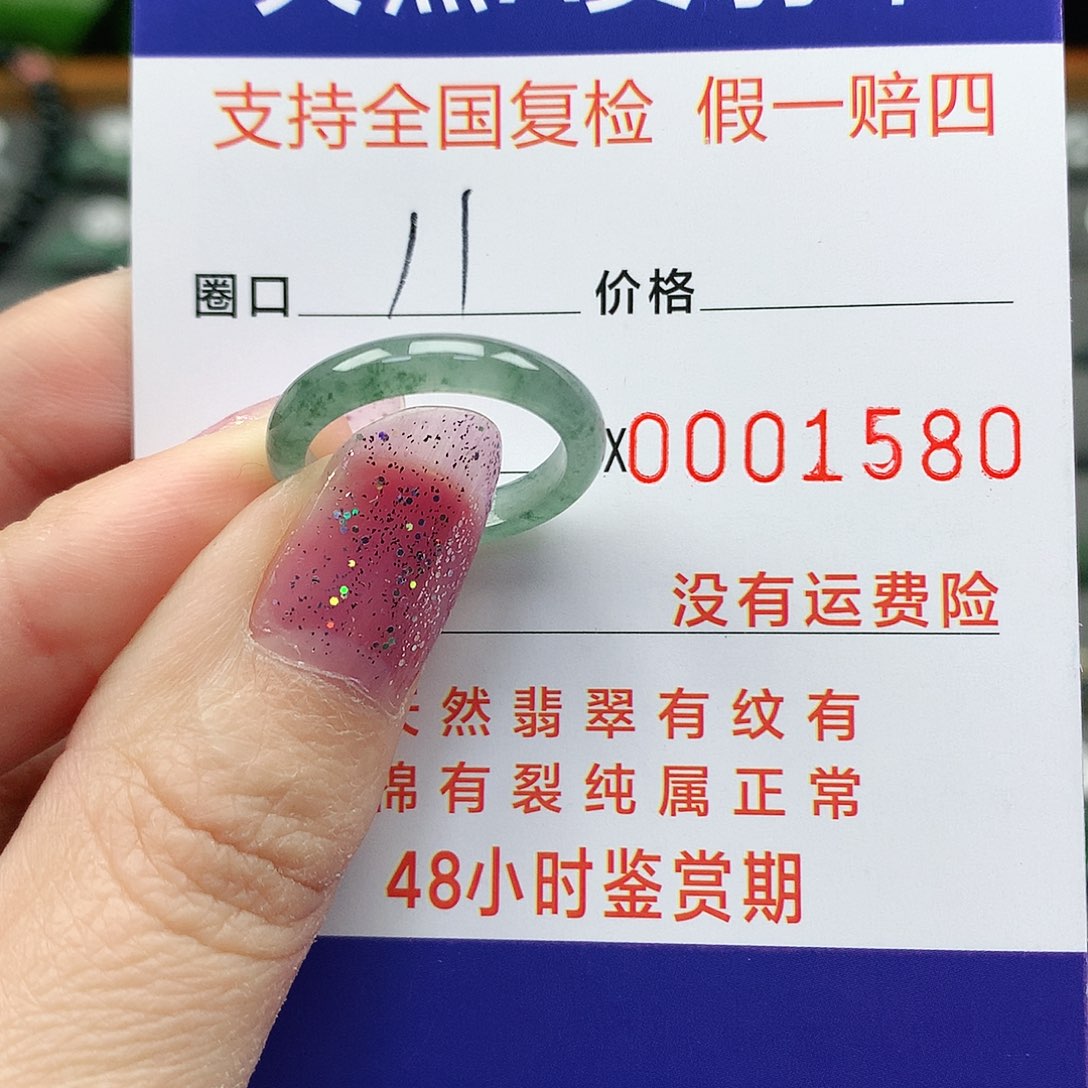 支持全国复检 假一赔四
圈口 11 价格
X0001580
没有运费险
然翡翠有纹有
棉有裂纯属正常
48小时鉴赏期